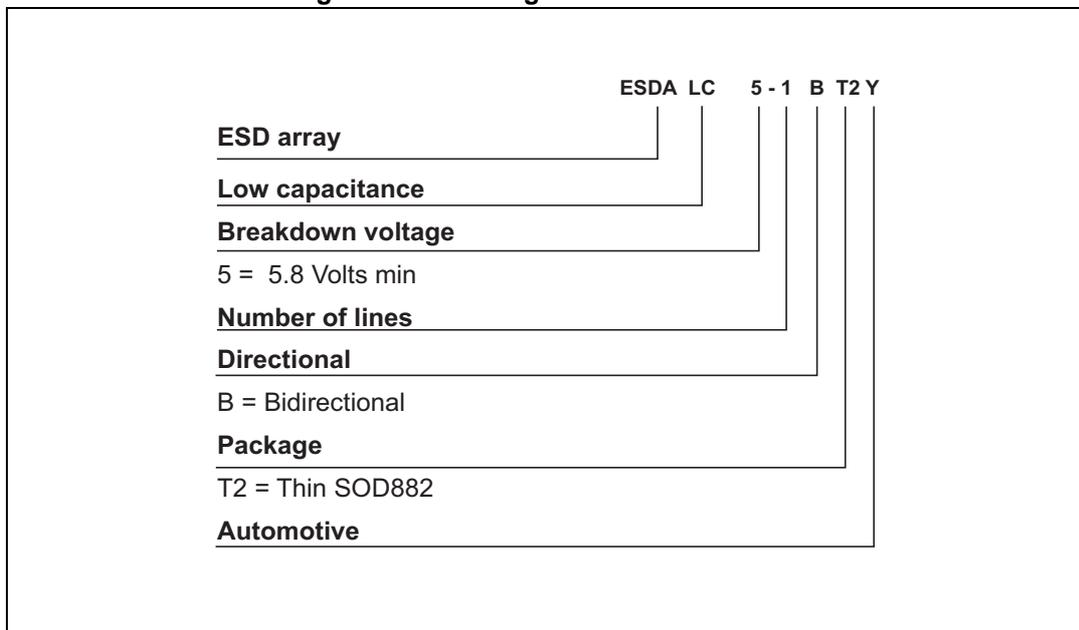 ESDA LC 5 - 1 B T2 Y
ESD array
Low capacitance
Breakdown voltage
5 = 5.8 Volts min
Number of lines
Directional
B = Bidirectional
Package
T2 = Thin SOD882
Automotive